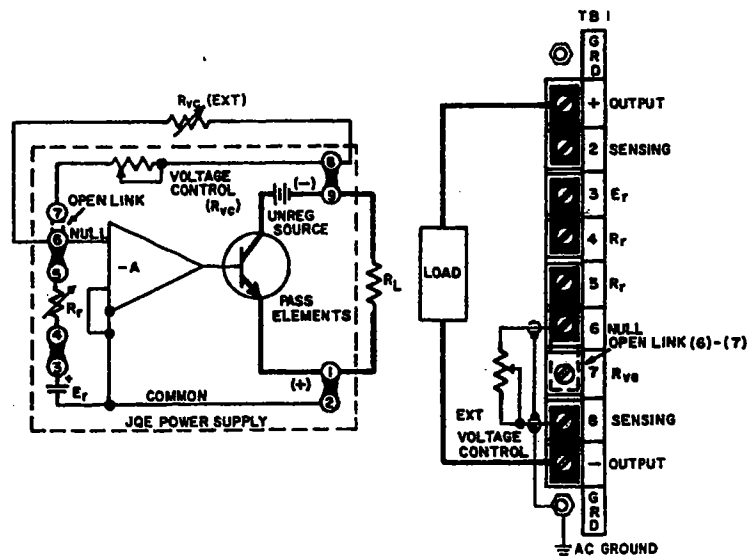 RVC (EXT)
8
VOLTAGE
CONTROL
(RVC)
(-)
9
7
OPEN LINK
6
NULL
UNREG
SOURCE
-A
5
Rr
RL
PASS
ELEMENTS
4
3
+
Er
(+)
1
COMMON
2
JQE POWER SUPPLY
TB 1
GRD
+ OUTPUT
2 SENSING
3 Er
4 Rr
LOAD
5 Rr
6 NULL
OPEN LINK (6)-(7)
7 Rvc
EXT
VOLTAGE
CONTROL
8 SENSING
- OUTPUT
GRD
AC GROUND